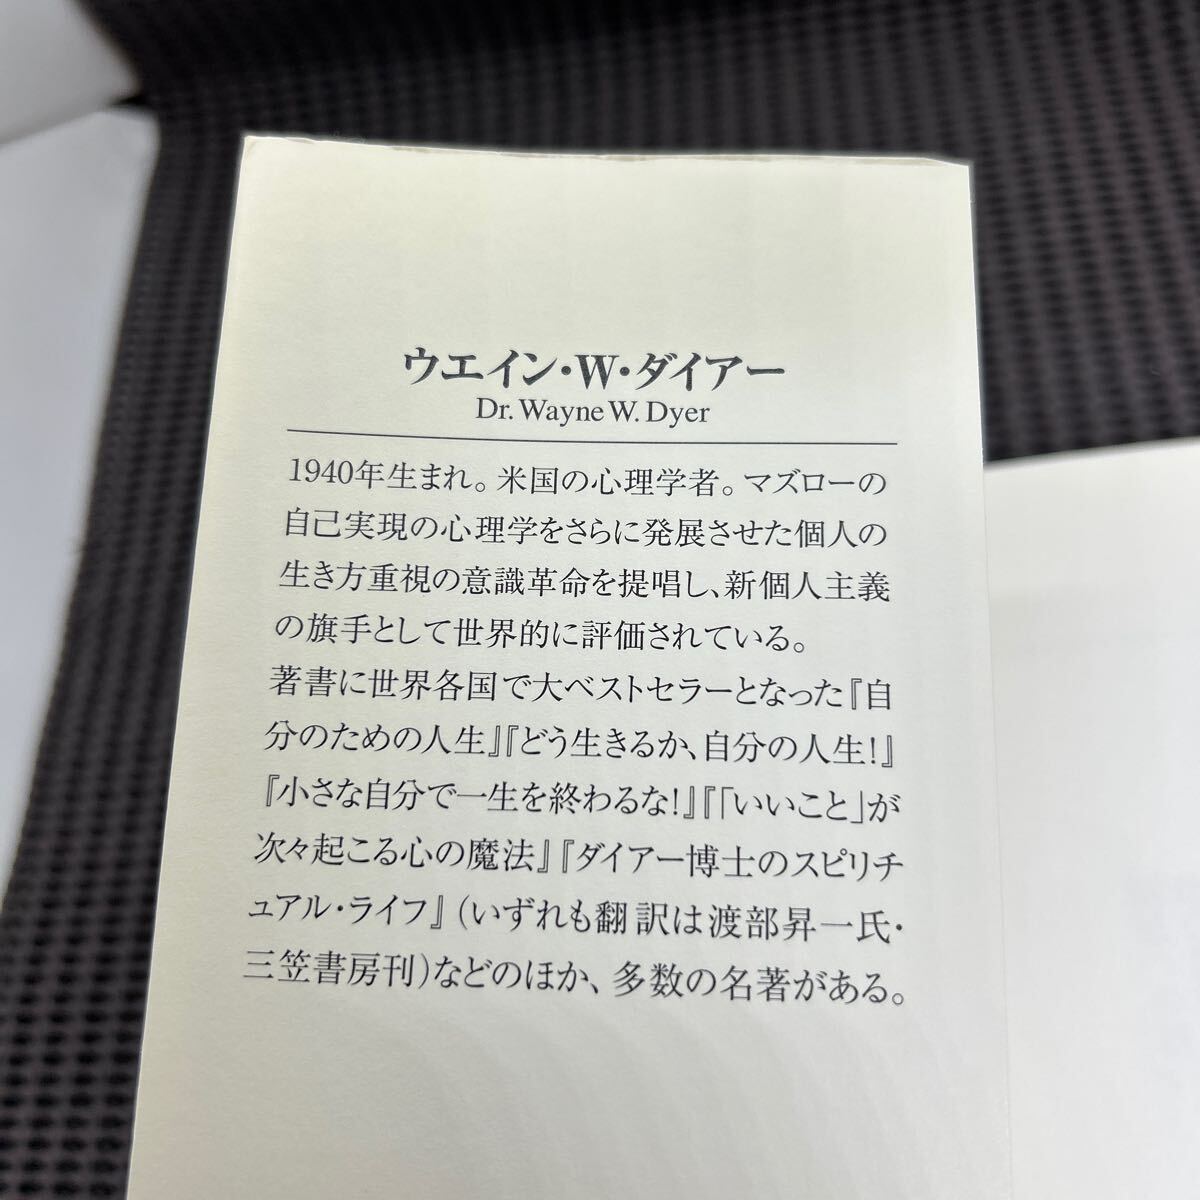 ウエイン・W・ダイアー
Dr. Wayne W. Dyer
1940年生まれ。米国の心理学者。マズローの
自己実現の心理学をさらに発展させた個人の
生き方重視の意識革命を提唱し、新個人主義
の旗手として世界的に評価されている。
著書に世界各国で大ベストセラーとなった『自
分のための人生』『どう生きるか、自分の人生!』
『小さな自分で一生を終わるな!』『「いいこと」が
次々起こる心の魔法』『ダイアー博士のスピリチ
ュアル・ライフ』(いずれも翻訳は渡部昇一氏・
三笠書房刊)などのほか、多数の名著がある。